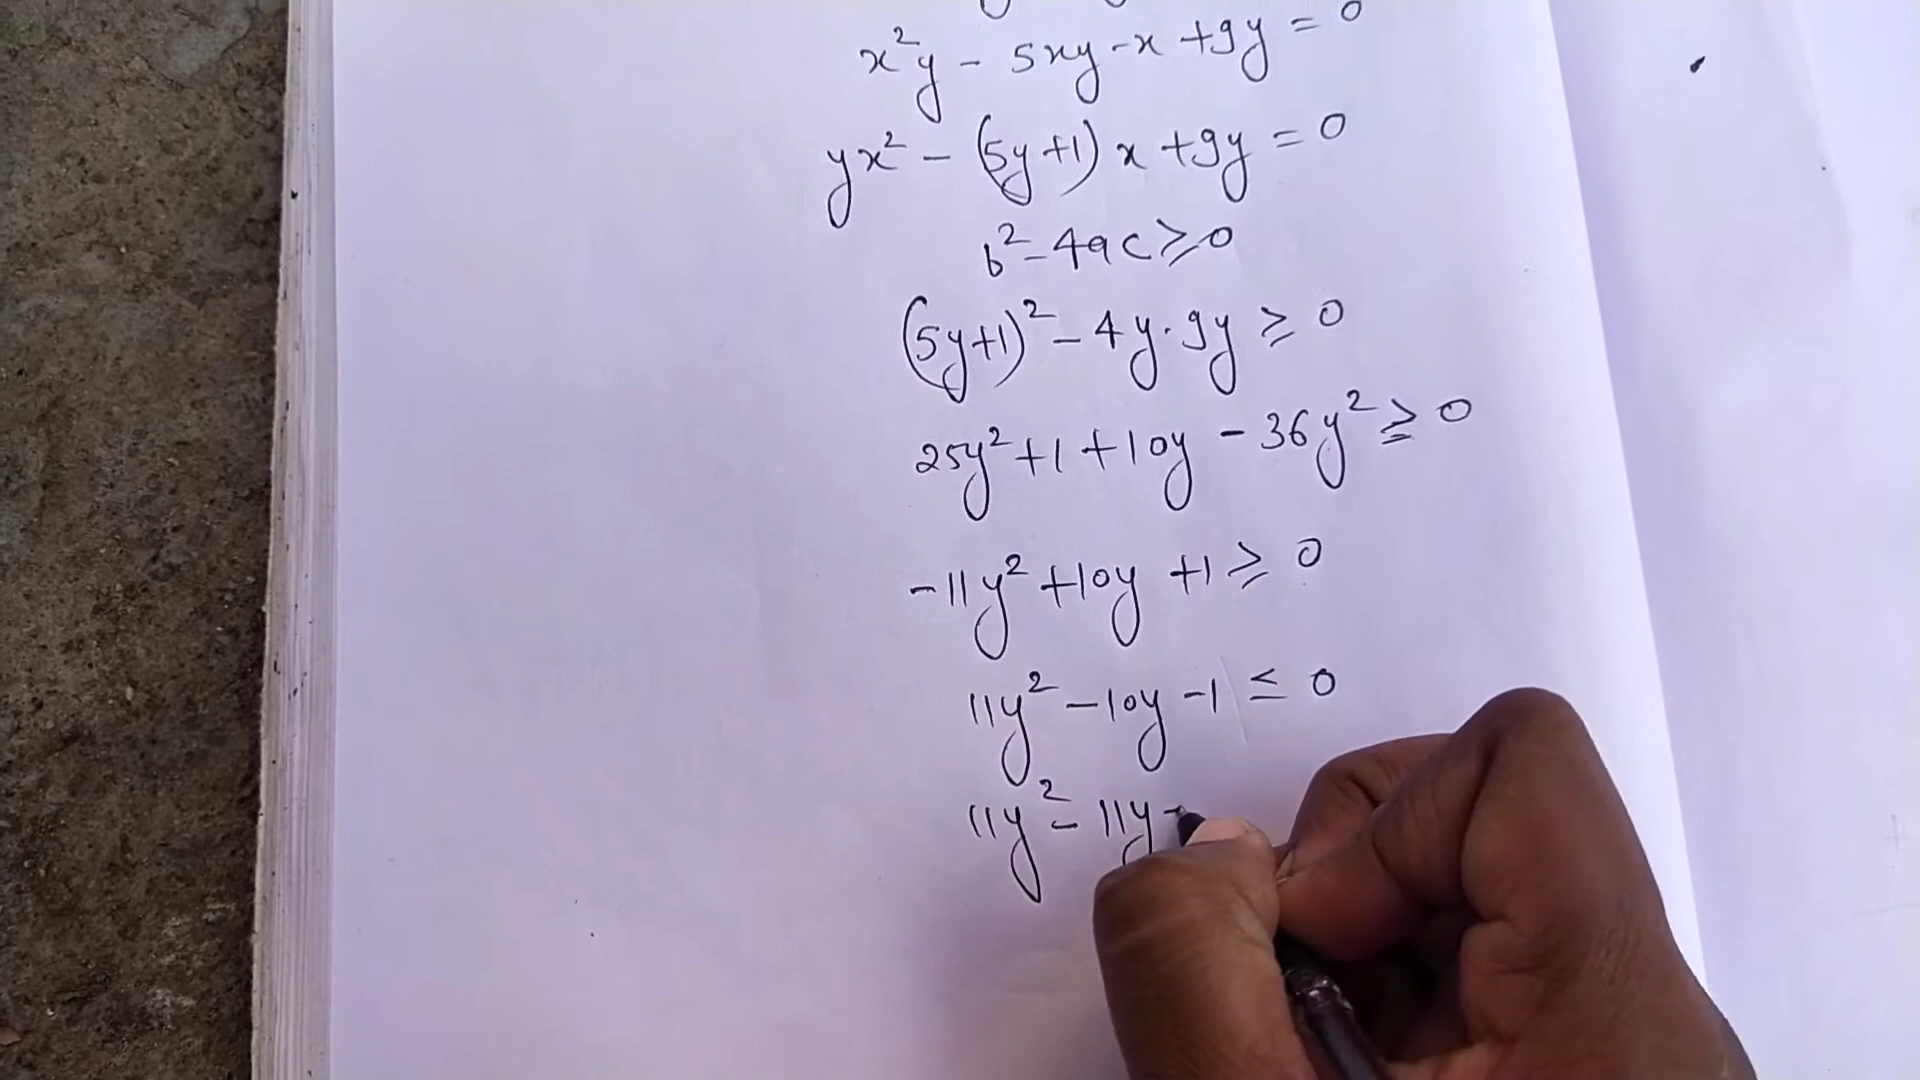 x²y - 5xy - x + 9y = 0
yx² - (5y+1)x + 9y = 0
b² - 4ac ≥ 0
(5y+1)² - 4y·9y ≥ 0
25y² + 1 + 10y - 36y² ≥ 0
-11y² + 10y + 1 ≥ 0
11y² - 10y - 1 ≤ 0
11y² - 11y